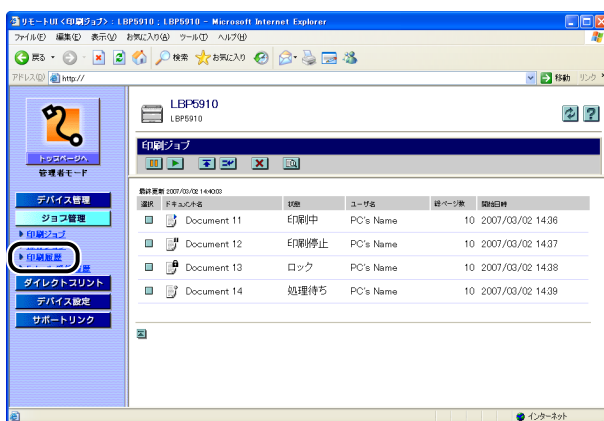 リモートUI <印刷ジョブ> : LBP5910 ; LBP5910 - Microsoft Internet Explorer
ファイル(F) 編集(E) 表示(V) お気に入り(A) ツール(T) ヘルプ(H)
戻る 検索 お気に入り
アドレス(D) http:// 移動 リンク
LBP5910
LBP5910
トップページへ
管理者モード
印刷ジョブ
最終更新 2007/03/02 14:40:03
選択 ドキュメント名 状態 ユーザ名 総ページ数 開始日時
Document 11 印刷中 PC's Name 10 2007/03/02 14:36
Document 12 印刷停止 PC's Name 10 2007/03/02 14:37
Document 13 ロック PC's Name 10 2007/03/02 14:38
Document 14 処理待ち PC's Name 10 2007/03/02 14:39
デバイス管理
ジョブ管理
印刷ジョブ
印刷履歴
ダイレクトプリント
デバイス設定
サポートリンク
インターネット